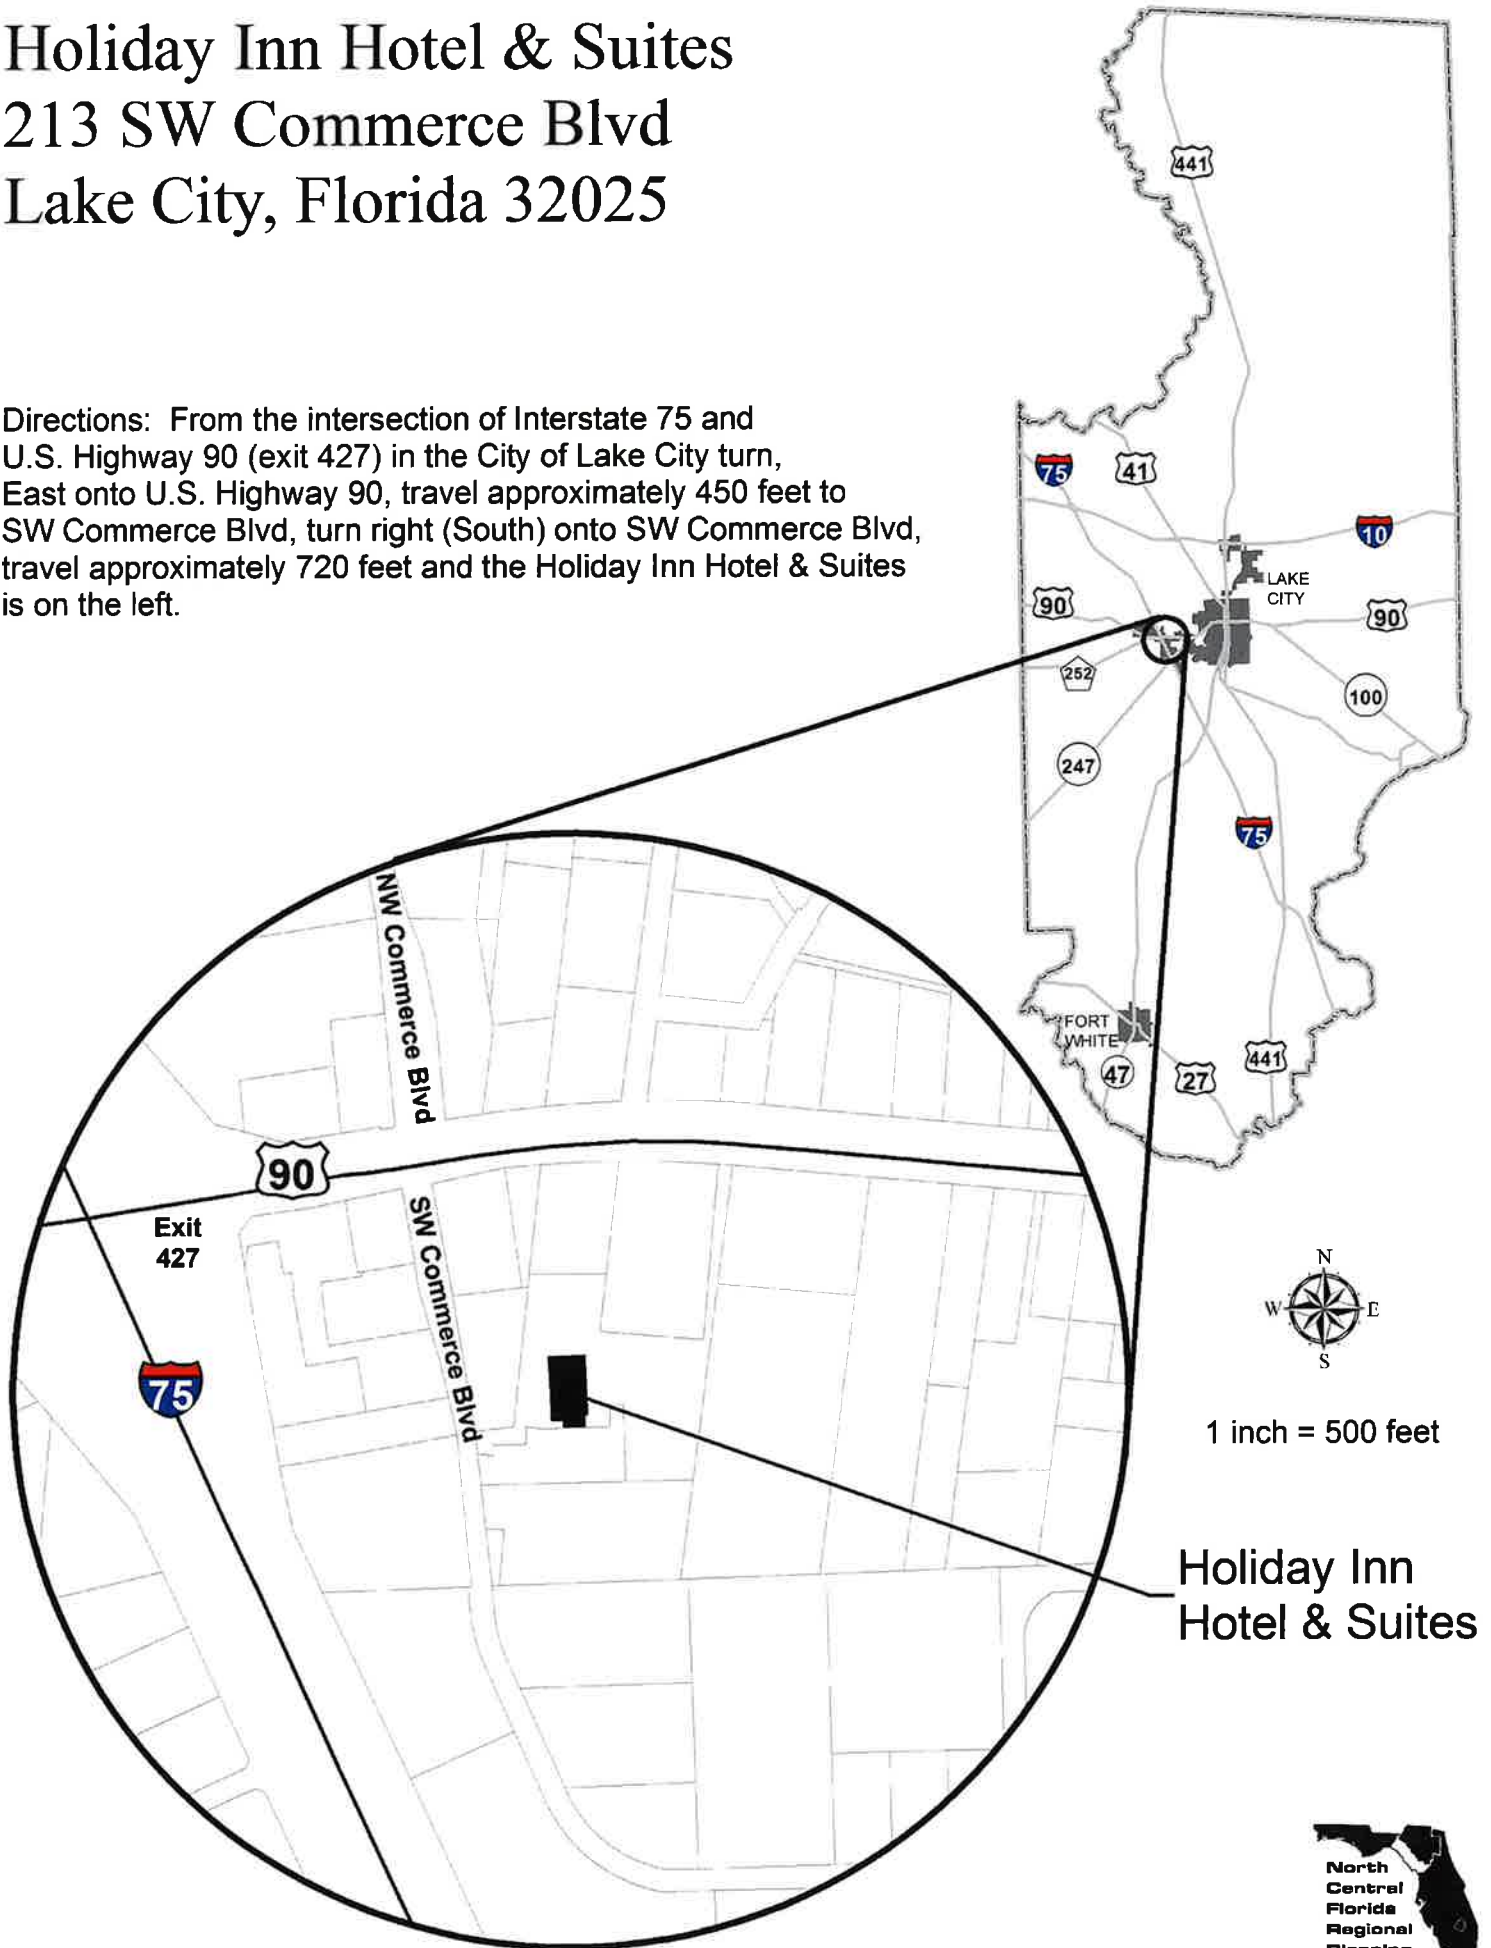 Holiday Inn Hotel & Suites
213 SW Commerce Blvd
Lake City, Florida 32025
Directions: From the intersection of Interstate 75 and
U.S. Highway 90 (exit 427) in the City of Lake City turn,
East onto U.S. Highway 90, travel approximately 450 feet to
SW Commerce Blvd, turn right (South) onto SW Commerce Blvd,
travel approximately 720 feet and the Holiday Inn Hotel & Suites
is on the left.
441
75
41
10
LAKE
CITY
90
90
252
100
247
75
FORT
WHITE
47
27
441
NW Commerce Blvd
90
Exit
427
SW Commerce Blvd
75
N
W
E
S
1 inch = 500 feet
Holiday Inn
Hotel & Suites
North
Central
Florida
Regional